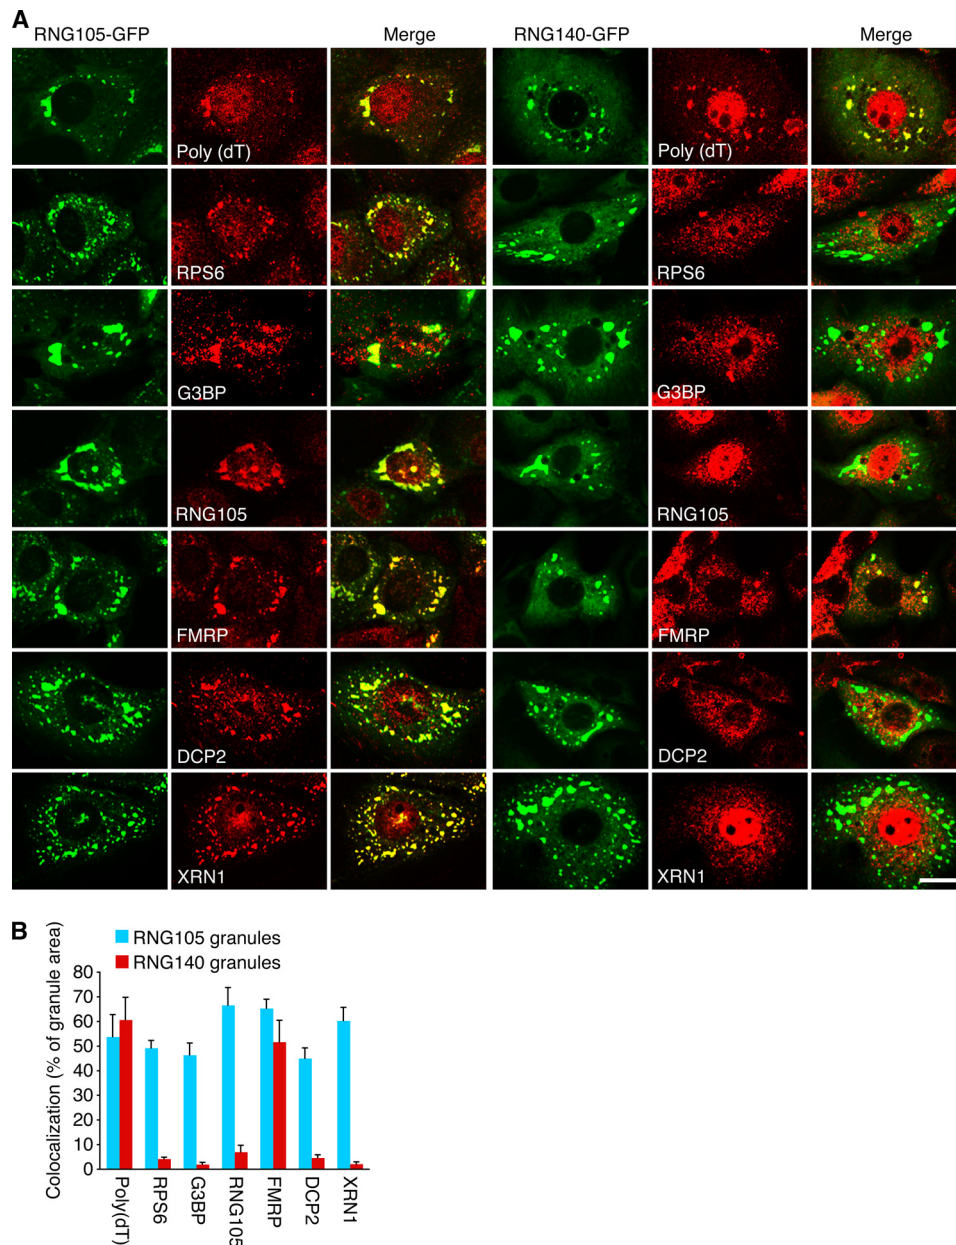 A
RNG105-GFP Merge RNG140-GFP Merge
Poly (dT) Poly (dT)
RPS6 RPS6
G3BP G3BP
RNG105 RNG105
FMRP FMRP
DCP2 DCP2
XRN1 XRN1
B
RNG105 granules
RNG140 granules
Colocalization (% of granule area)
80
70
60
50
40
30
20
10
0
Poly(dT) RPS6 G3BP RNG105 FMRP DCP2 XRN1